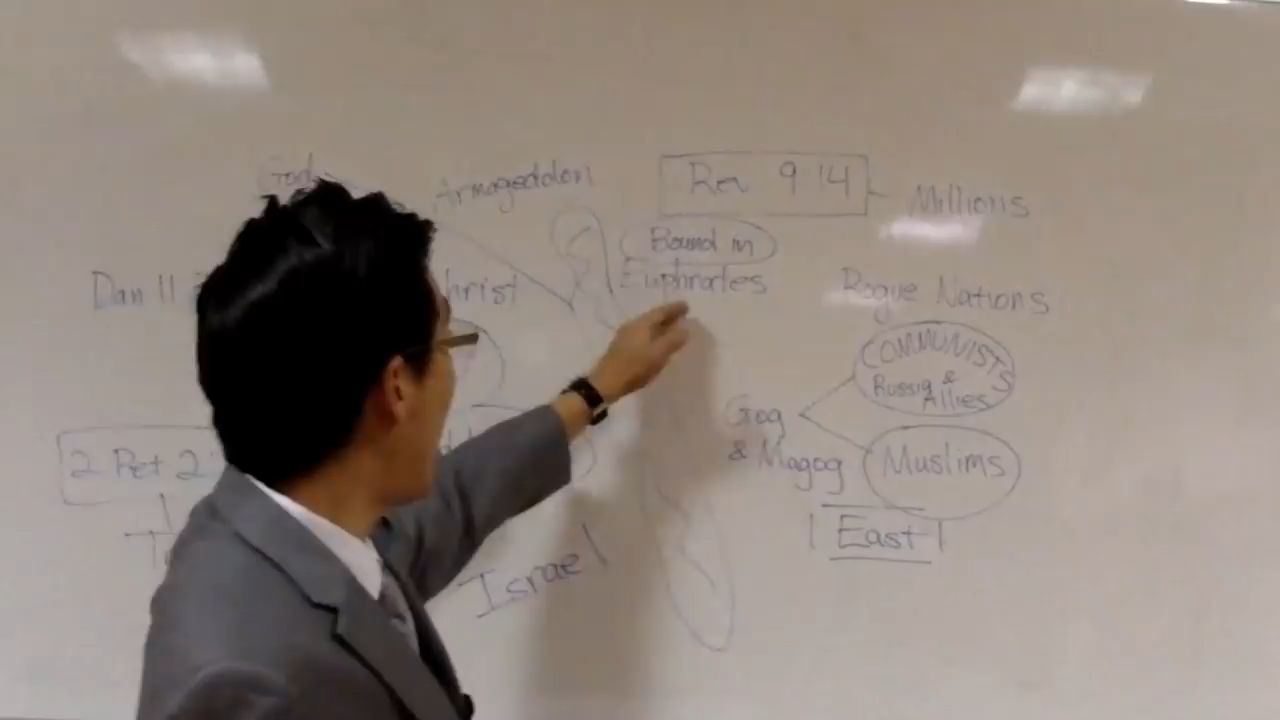 God
Armageddon
Rev 9 14
Millions
Bound in
Euphrates
Dan 11
hrist
Rogue Nations
COMMUNISTS
Russia &
Allies
Gog
& Magog
Muslims
2 Pet 2
East
Israel